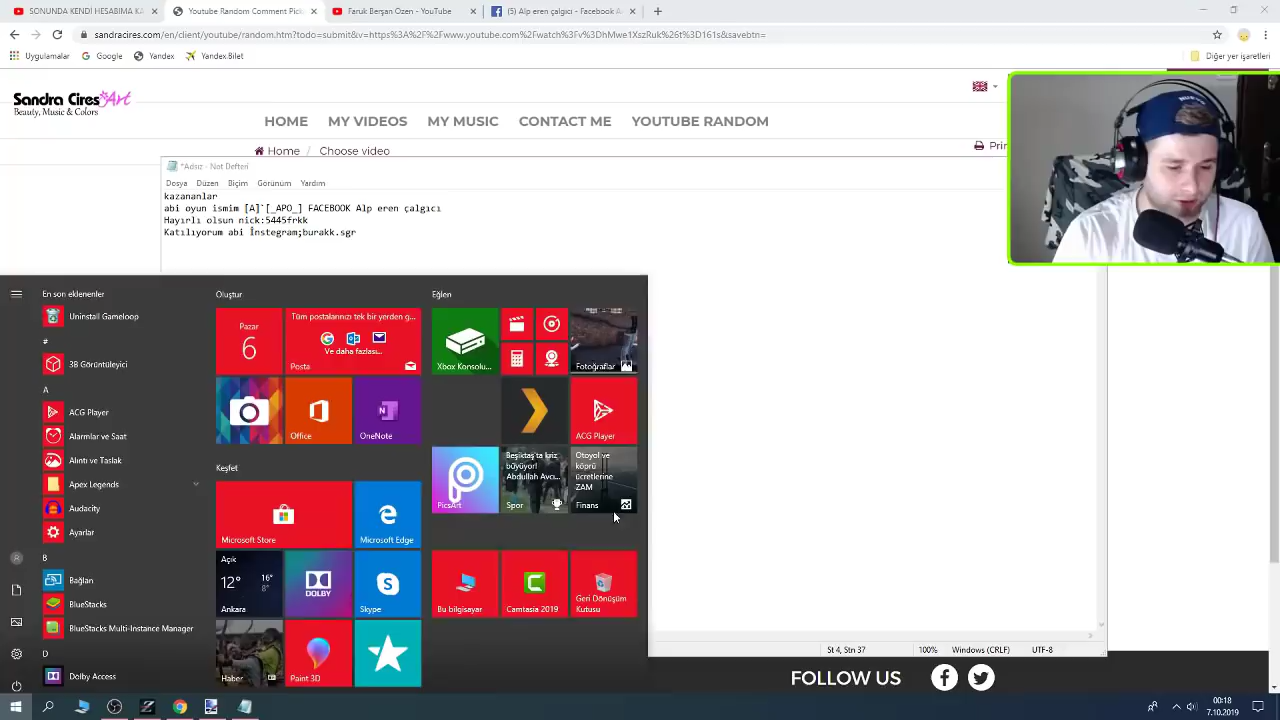 SONUNDA KENDİ HESABIMA KA
Youtube Random Comment Pick
Faruk Berşan Özen - YouTube
(5) Alp eren çalgıcı - Facebook A
sandracires.com/en/client/youtube/random.htm?todo=submit&v=https%3A%2F%2Fwww.youtube.com%2Fwatch%3Fv%3DhMwe1XszRuk%26t%3D161s&savebtn=
Uygulamalar
Google
Yandex
Yandex.Bilet
Diğer yer işaretleri
Sandra Cires Art
Beauty, Music & Colors
HOME
MY VIDEOS
MY MUSIC
CONTACT ME
YOUTUBE RANDOM
Home / Choose video
Prin
*Adsız - Not Defteri
Dosya Düzen Biçim Görünüm Yardım
kazananlar
abi oyun ismim [A]`[_APO_] FACEBOOK Alp eren çalgıcı
Hayırlı olsun nick:5445frkk
Katılıyorum abi İnstegram;burakk.sgr
En son eklenenler
Uninstall Gameloop
#
3B Görüntüleyici
A
ACG Player
Alarmlar ve Saat
Alıntı ve Taslak
Apex Legends
Audacity
Ayarlar
B
Bağlan
BlueStacks
BlueStacks Multi-Instance Manager
D
Dolby Access
Oluştur
Pazar
6
Tüm postalarınızı tek bir yerden g...
Ve daha fazlası...
Posta
Office
OneNote
Keşfet
Microsoft Store
Microsoft Edge
Açık
12°
16°
8°
Ankara
DOLBY
Skype
Haber
Paint 3D
Eğlen
Xbox Konsolu...
Fotoğraflar
ACG Player
PicsArt
Beşiktaş'ta kriz
büyüyor!
Abdullah Avcı...
Spor
Otoyol ve
köprü
ücretlerine
ZAM
Finans
Bu bilgisayar
Camtasia 2019
Geri Dönüşüm
Kutusu
St 4, Stn 37
100%
Windows (CRLF)
UTF-8
FOLLOW US
00:18
7.10.2019